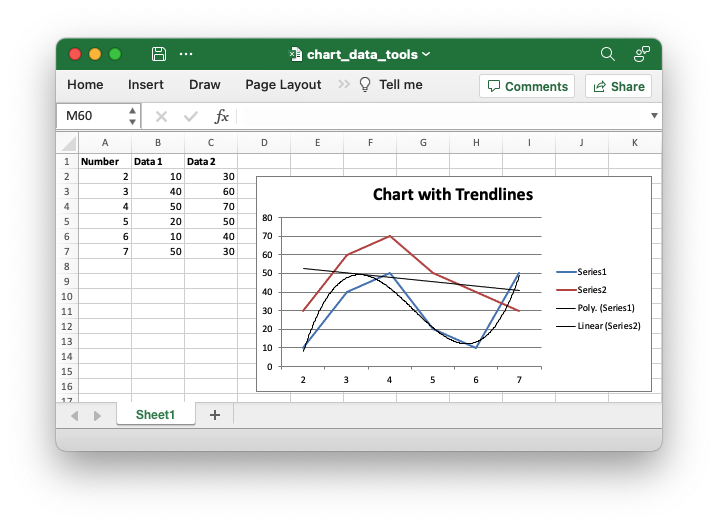 chart_data_tools
Home Insert Draw Page Layout Tell me Comments Share
M60 fx
A B C D E F G H I J K
1 Number Data 1 Data 2
2 2 10 30
3 3 40 60
4 4 50 70
5 5 20 50
6 6 10 40
7 7 50 30
8
9
10
11
12
13
14
15
16
17
Chart with Trendlines
80
70
60
50
40
30
20
10
0
2 3 4 5 6 7
Series1
Series2
Poly. (Series1)
Linear (Series2)
Sheet1 +